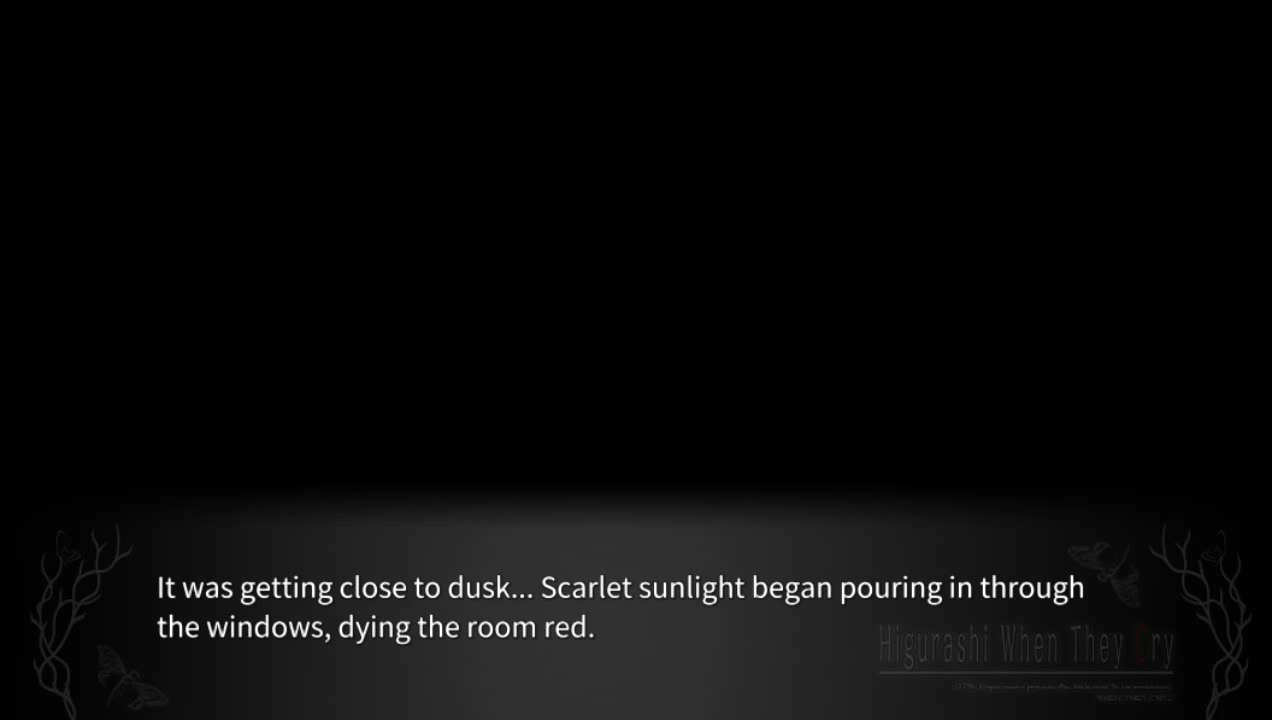 It was getting close to dusk... Scarlet sunlight began pouring in through
the windows, dying the room red.
Higurashi When They Cry